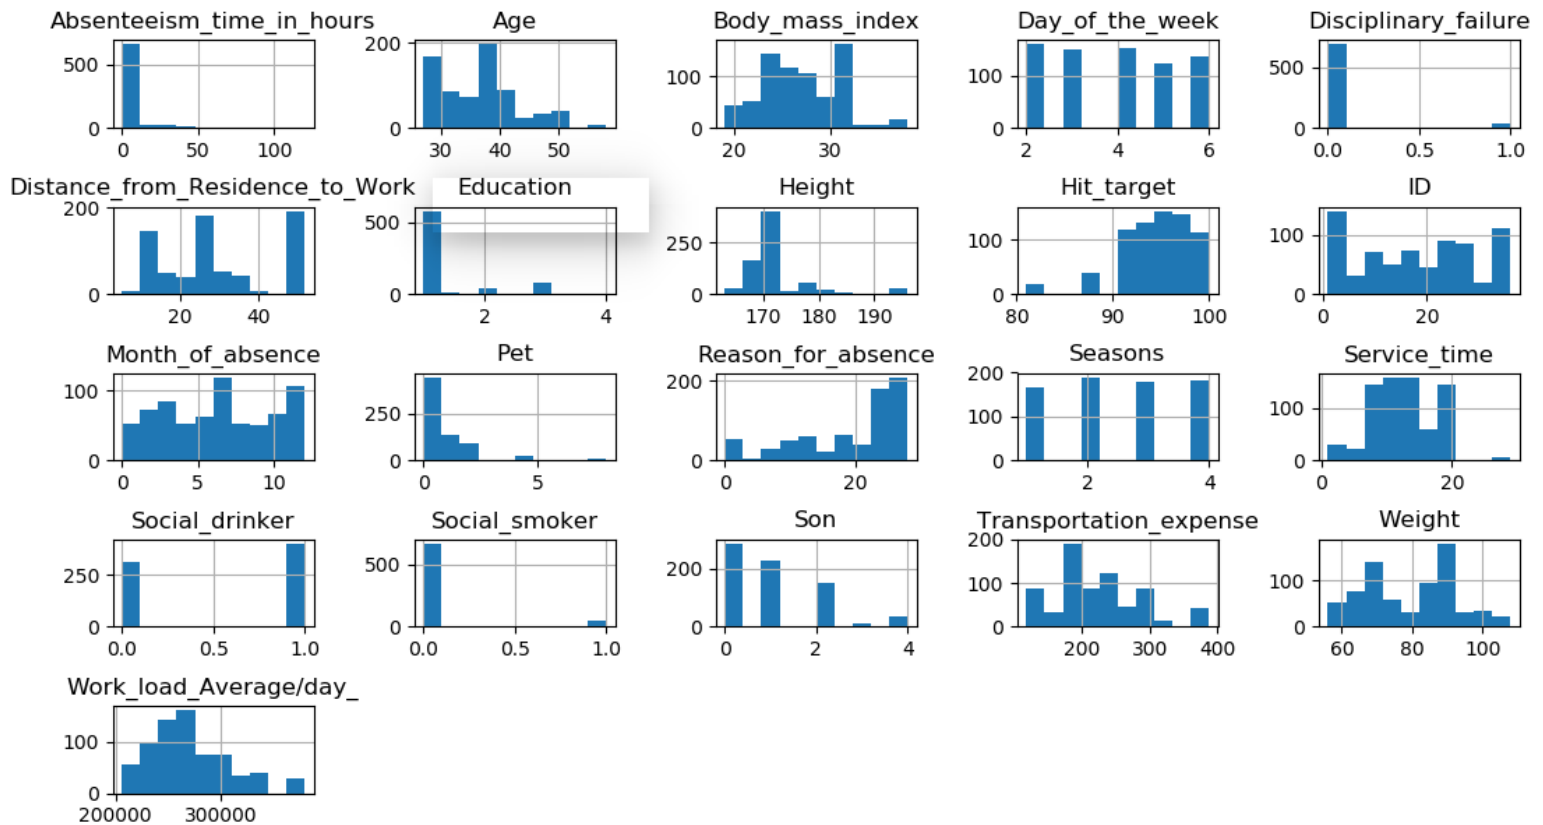 Absenteeism_time_in_hours Age Body_mass_index Day_of_the_week Disciplinary_failure
500 200 100 100 500
0 0 0 0 0
0 50 100 30 40 50 20 30 2 4 6 0.0 0.5 1.0
Distance_from_Residence_to_Work Education Height Hit_target ID
200 500 250 100 100
0 0 0 0 0
20 40 2 4 170 180 190 80 90 100 0 20
Month_of_absence Pet Reason_for_absence Seasons Service_time
100 250 200 200 100
100
0 0 0 0 0
0 5 10 0 5 0 20 2 4 0 20
Social_drinker Social_smoker Son Transportation_expense Weight
250 500 200 200 100
100
0 0 0 0 0
0.0 0.5 1.0 0.0 0.5 1.0 0 2 4 200 300 400 60 80 100
Work_load_Average/day_
100
0
200000 300000